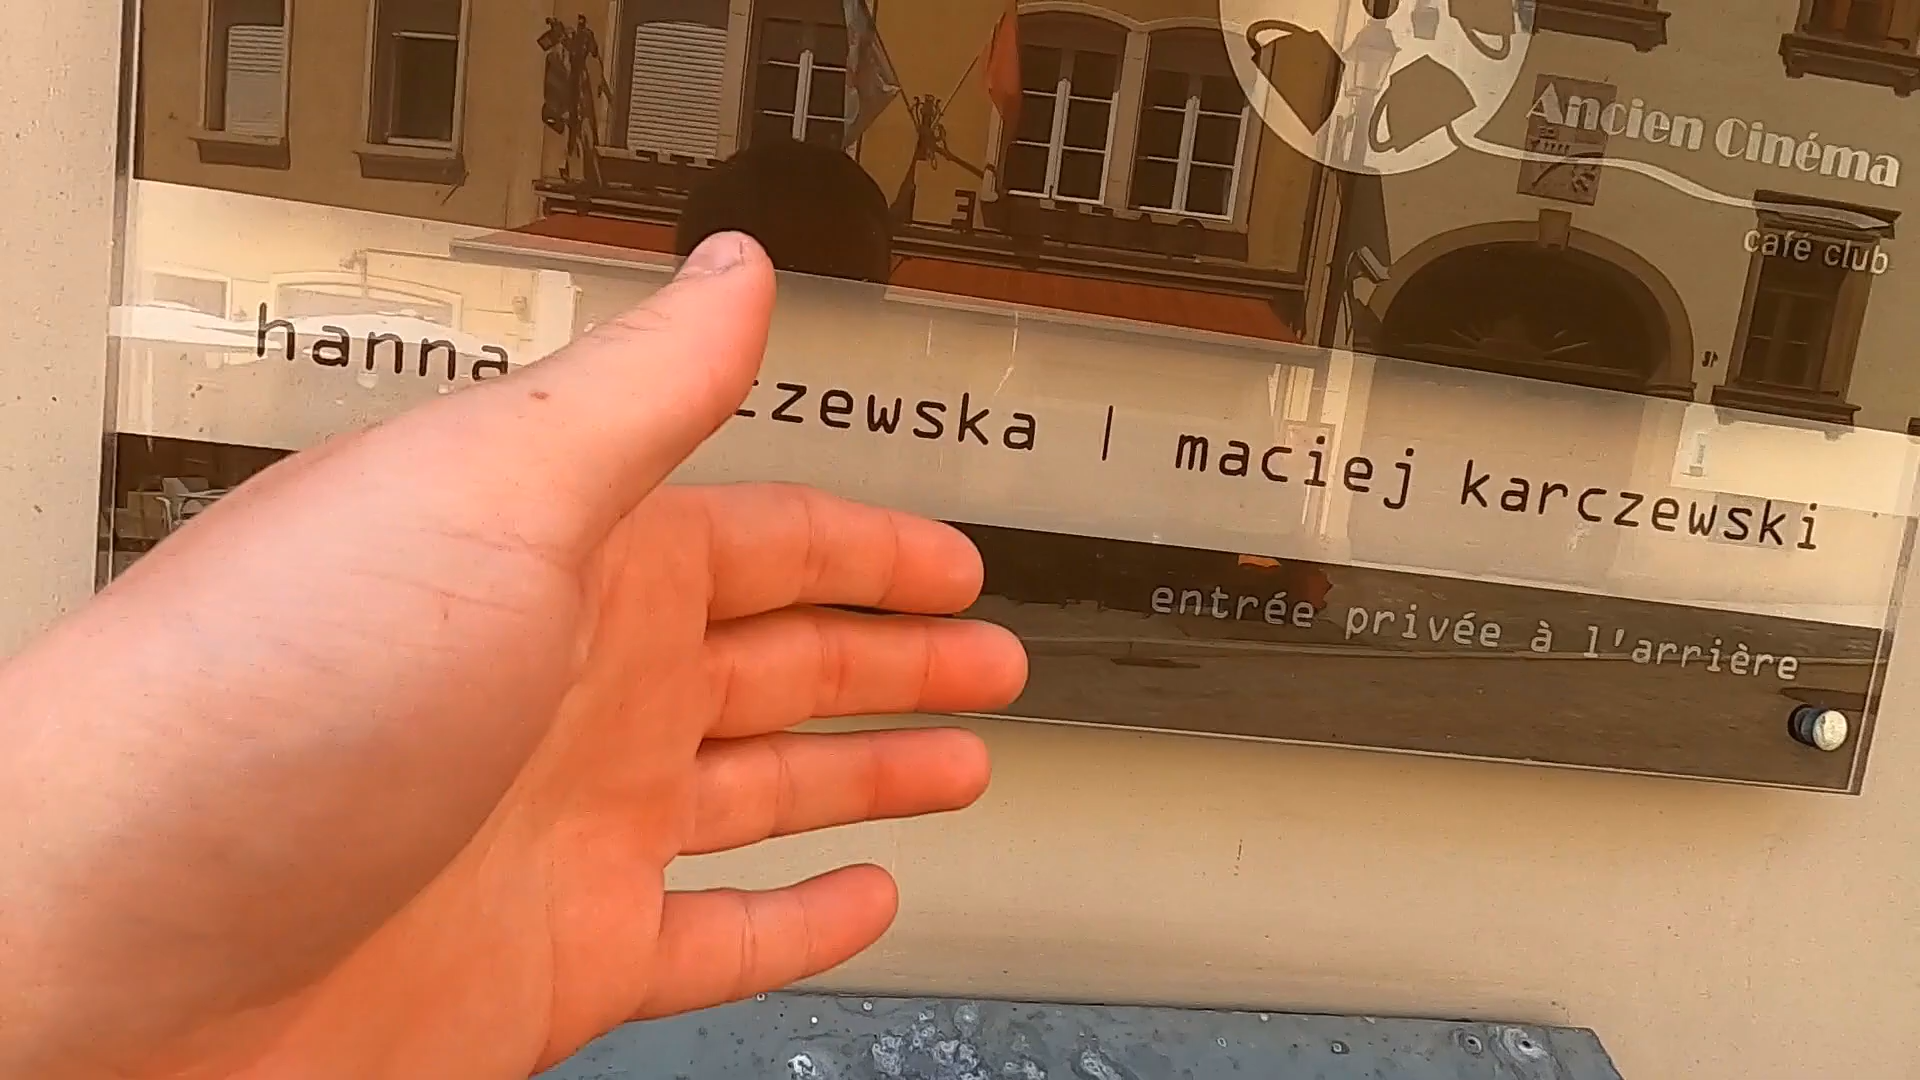 Ancien Cinéma
café club
hanna zewska | maciej karczewski
entrée privée à l'arrière